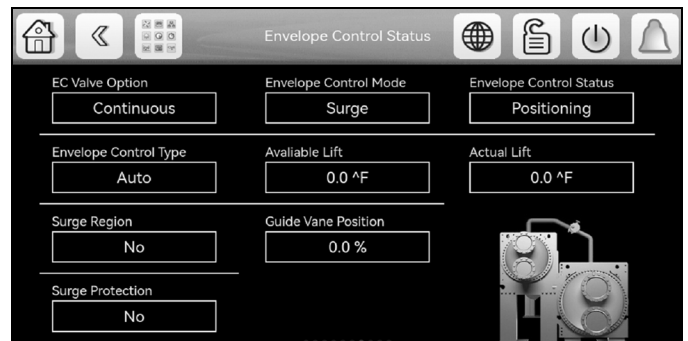 Envelope Control Status
EC Valve Option
Envelope Control Mode
Envelope Control Status
Continuous
Surge
Positioning
Envelope Control Type
Avaliable Lift
Actual Lift
Auto
0.0 ^F
0.0 ^F
Surge Region
Guide Vane Position
No
0.0 %
Surge Protection
No